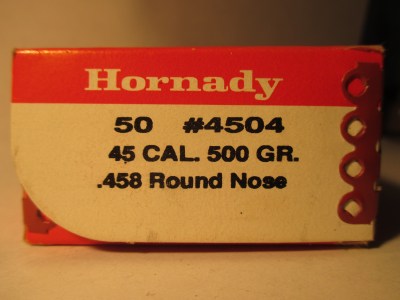 Hornady
50 #4504
45 CAL. 500 GR.
.458 Round Nose